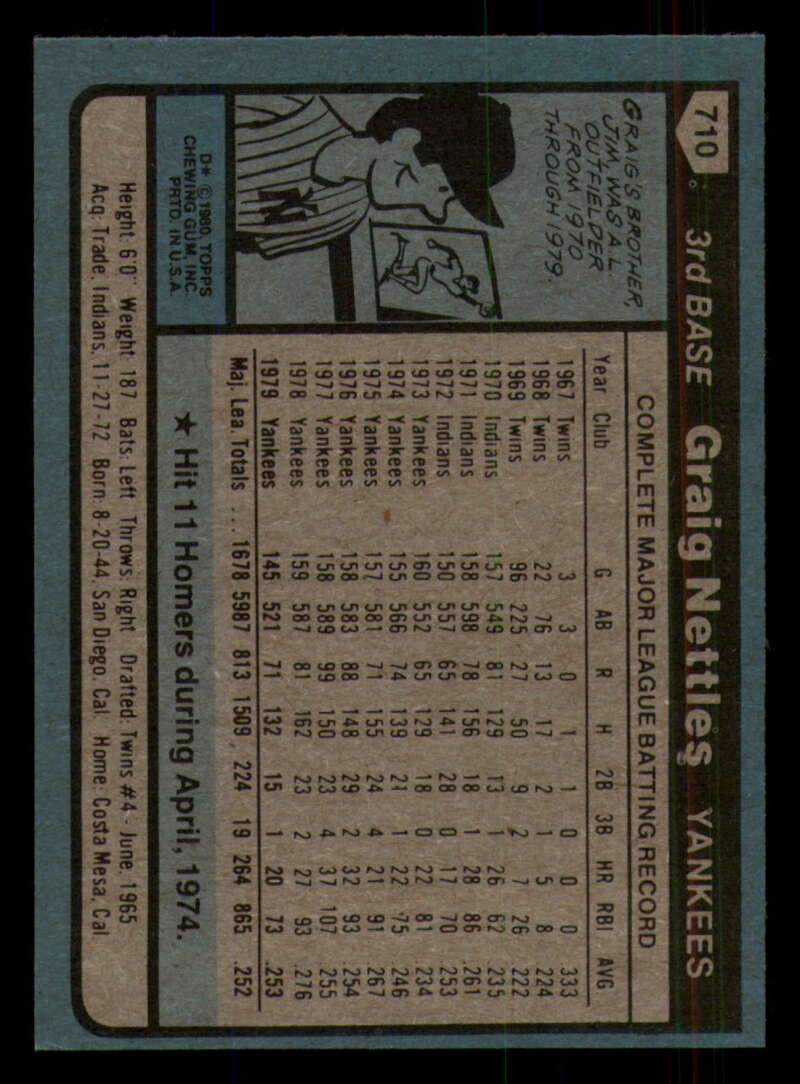 710
3rd BASE Graig Nettles YANKEES
GRAIG'S BROTHER,
JIM, WAS A.L.
OUTFIELDER
FROM 1970
THROUGH 1979.
N
D* © 1980 TOPPS
CHEWING GUM, INC.
PRTD. IN U.S.A.
COMPLETE MAJOR LEAGUE BATTING RECORD
Year Club G AB R H 2B 3B HR RBI AVG
1967 Twins 3 3 0 1 1 0 0 0 .333
1968 Twins 22 76 13 17 2 1 5 8 .224
1969 Twins 96 225 27 50 9 2 7 26 .222
1970 Indians 157 549 81 129 13 1 26 62 .235
1971 Indians 158 598 78 156 18 1 28 86 .261
1972 Indians 150 557 65 141 28 0 17 70 .253
1973 Yankees 160 552 65 129 18 0 22 81 .234
1974 Yankees 155 566 74 139 21 1 22 75 .246
1975 Yankees 157 581 71 155 24 4 21 91 .267
1976 Yankees 158 583 88 148 29 2 32 93 .254
1977 Yankees 158 589 99 150 23 4 37 107 .255
1978 Yankees 159 587 81 162 23 2 27 93 .276
1979 Yankees 145 521 71 132 15 1 20 73 .253
Maj. Lea. Totals ... 1678 5987 813 1509 224 19 264 865 .252
★ Hit 11 Homers during April, 1974.
Height: 6'0" Weight: 187 Bats: Left Throws: Right Drafted: Twins #4 - June, 1965
Acq: Trade, Indians, 11-27-72 Born: 8-20-44, San Diego, Cal. Home: Costa Mesa, Cal.